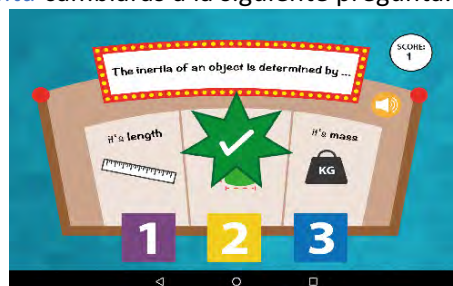 cambiarás a la siguiente pregunta.
SCORE:
1
The inertia of an object is determined by ...
it's length
it's mass
KG
1 2 3